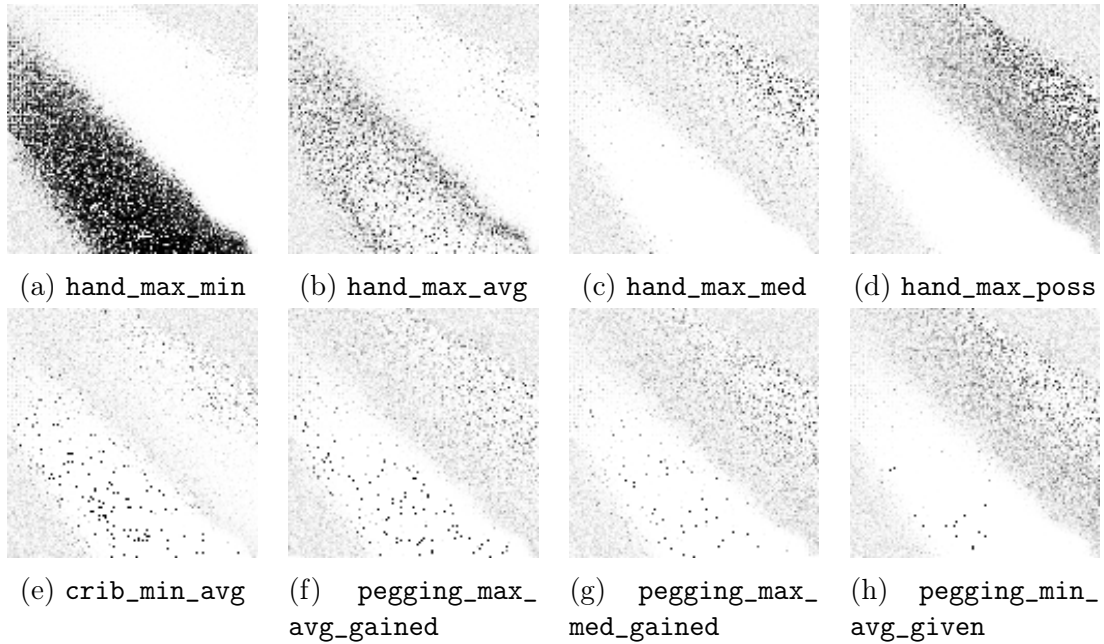 (a) hand_max_min (b) hand_max_avg (c) hand_max_med (d) hand_max_poss
(e) crib_min_avg (f) pegging_max_ (g) pegging_max_ (h) pegging_min_
avg_gained med_gained avg_given